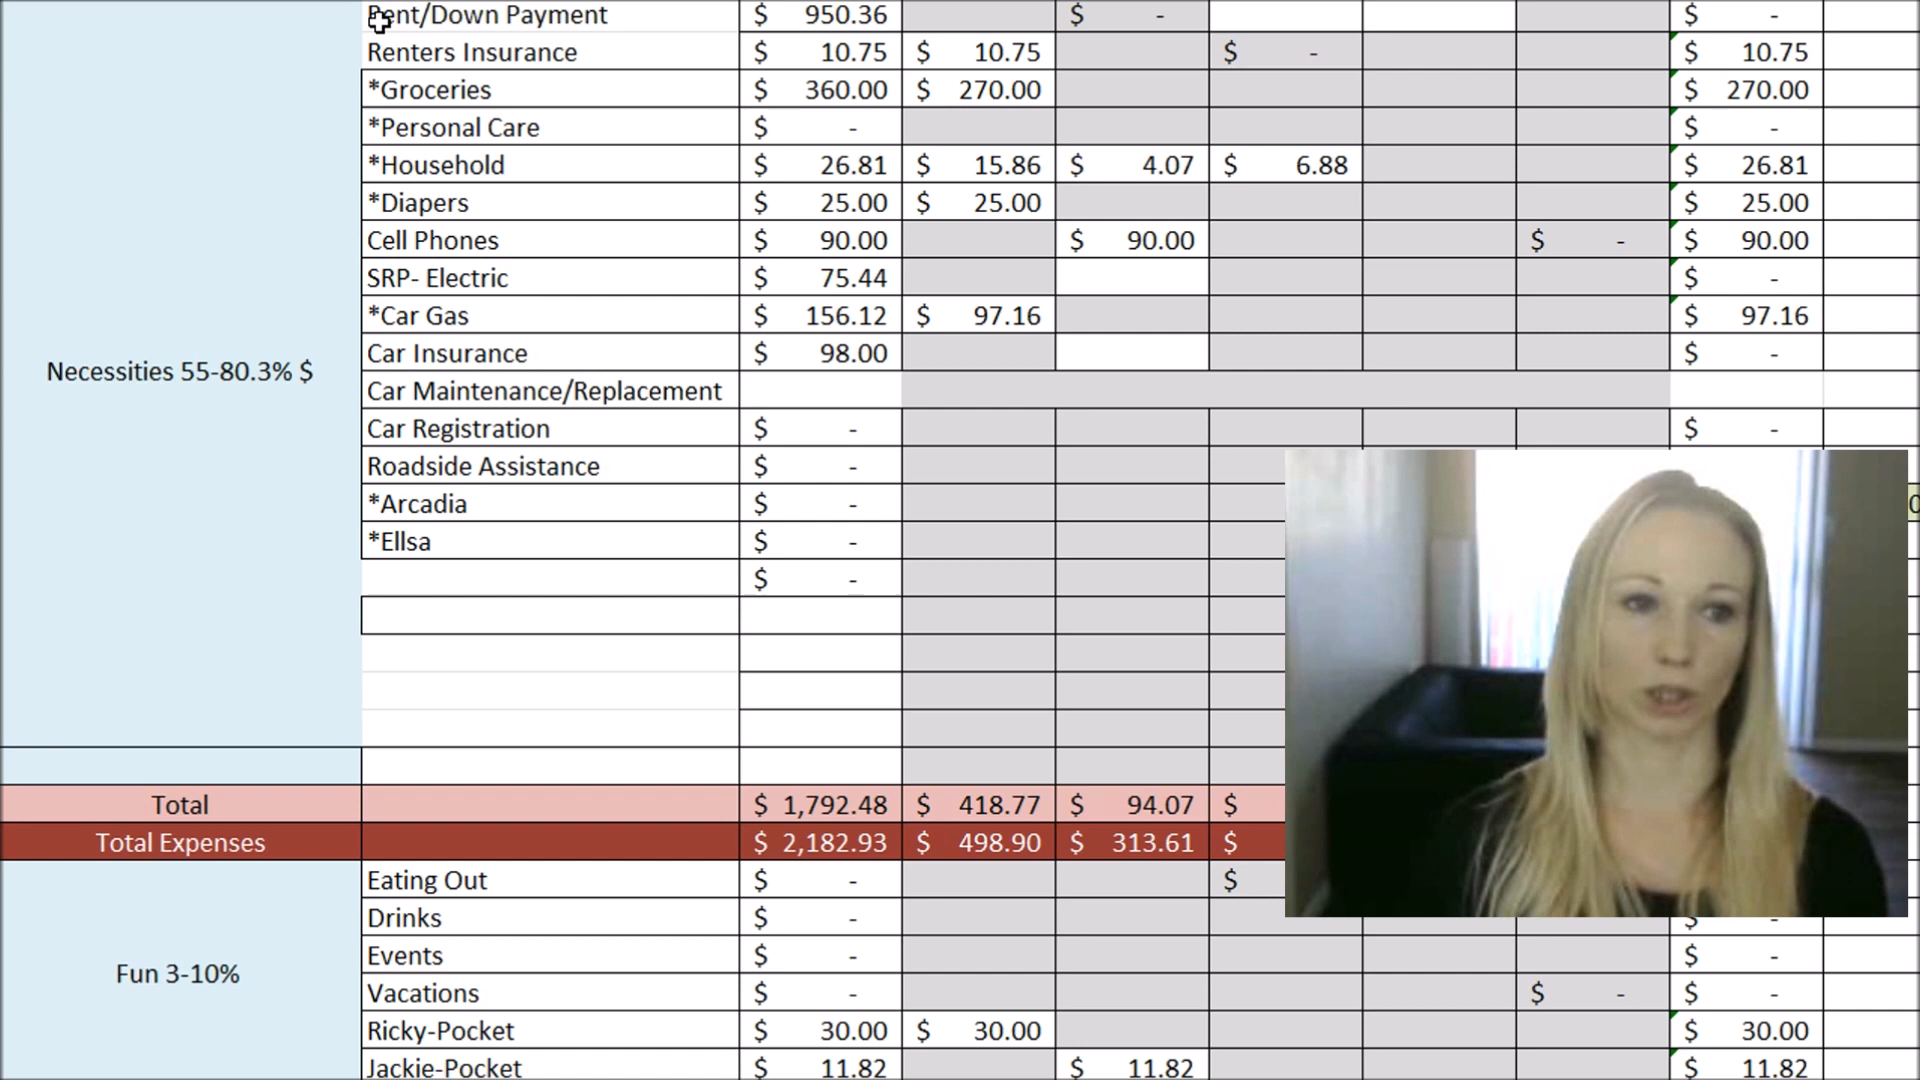 Rent/Down Payment $ 950.36 $ - $ -
Renters Insurance $ 10.75 $ 10.75 $ - $ 10.75
*Groceries $ 360.00 $ 270.00 $ 270.00
*Personal Care $ - $ -
*Household $ 26.81 $ 15.86 $ 4.07 $ 6.88 $ 26.81
*Diapers $ 25.00 $ 25.00 $ 25.00
Cell Phones $ 90.00 $ 90.00 $ - $ 90.00
SRP- Electric $ 75.44 $ -
*Car Gas $ 156.12 $ 97.16 $ 97.16
Car Insurance $ 98.00 $ -
Necessities 55-80.3% $
Car Maintenance/Replacement
Car Registration $ - $ -
Roadside Assistance $ -
*Arcadia $ - 0
*Ellsa $ -
$ -
Total $ 1,792.48 $ 418.77 $ 94.07 $
Total Expenses $ 2,182.93 $ 498.90 $ 313.61 $
Eating Out $ - $
Drinks $ - $ -
Events $ - $ -
Fun 3-10%
Vacations $ - $ - $ -
Ricky-Pocket $ 30.00 $ 30.00 $ 30.00
Jackie-Pocket $ 11.82 $ 11.82 $ 11.82